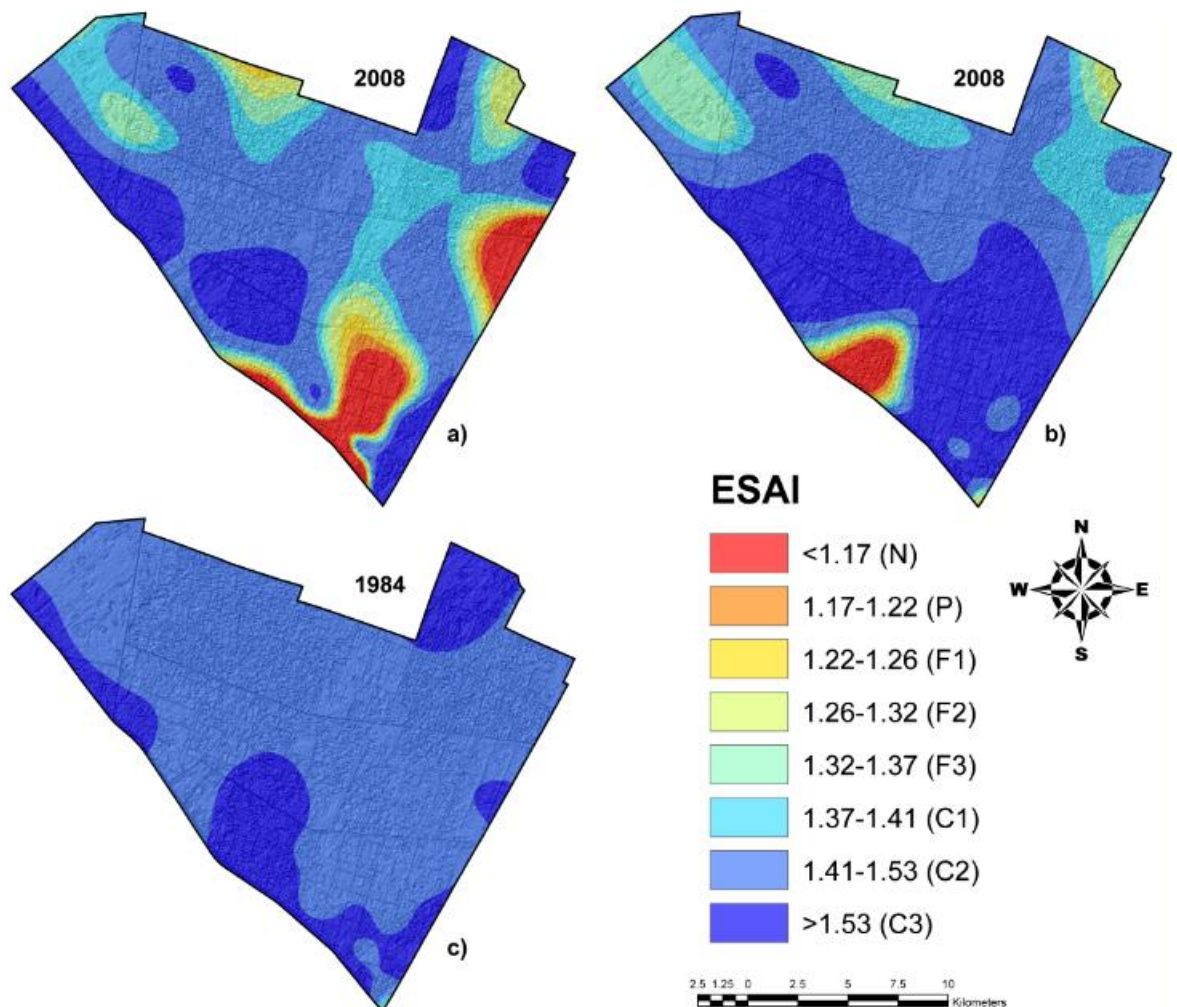 2008
2008
a)
b)
ESAI
<1.17 (N)
1.17-1.22 (P)
1.22-1.26 (F1)
1.26-1.32 (F2)
1.32-1.37 (F3)
1.37-1.41 (C1)
1.41-1.53 (C2)
>1.53 (C3)
N
W E
S
1984
c)
2.5 1.25 0 2.5 5 7.5 10
Kilometers